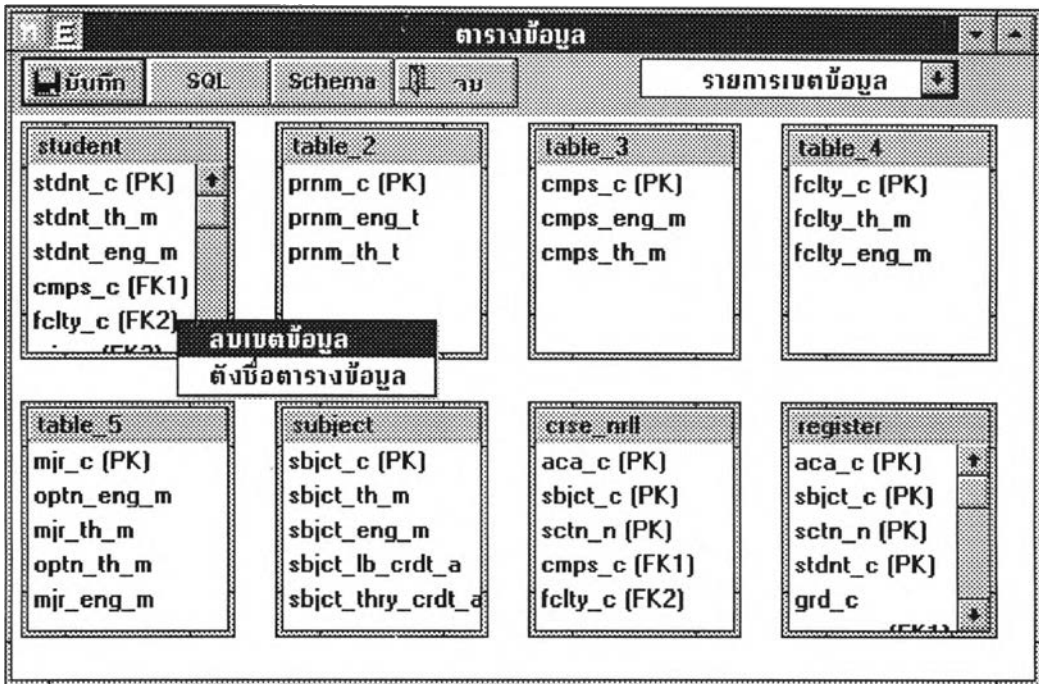 ตารางข้อมูล
บันทึก SQL Schema จบ รายการเขตข้อมูล
student
stdnt_c (PK)
stdnt_th_m
stdnt_eng_m
cmps_c (FK1)
fclty_c (FK2)
table_2
prnm_c (PK)
prnm_eng_t
prnm_th_t
table_3
cmps_c (PK)
cmps_eng_m
cmps_th_m
table_4
fclty_c (PK)
fclty_th_m
fclty_eng_m
ลบเขตข้อมูล
ตั้งชื่อตารางข้อมูล
table_5
mjr_c (PK)
optn_eng_m
mjr_th_m
optn_th_m
mjr_eng_m
subject
sbjct_c (PK)
sbjct_th_m
sbjct_eng_m
sbjct_lb_crdt_a
sbjct_thry_crdt_a
crse_nrll
aca_c (PK)
sbjct_c (PK)
sctn_n (PK)
cmps_c (FK1)
fclty_c (FK2)
register
aca_c (PK)
sbjct_c (PK)
sctn_n (PK)
stdnt_c (PK)
grd_c